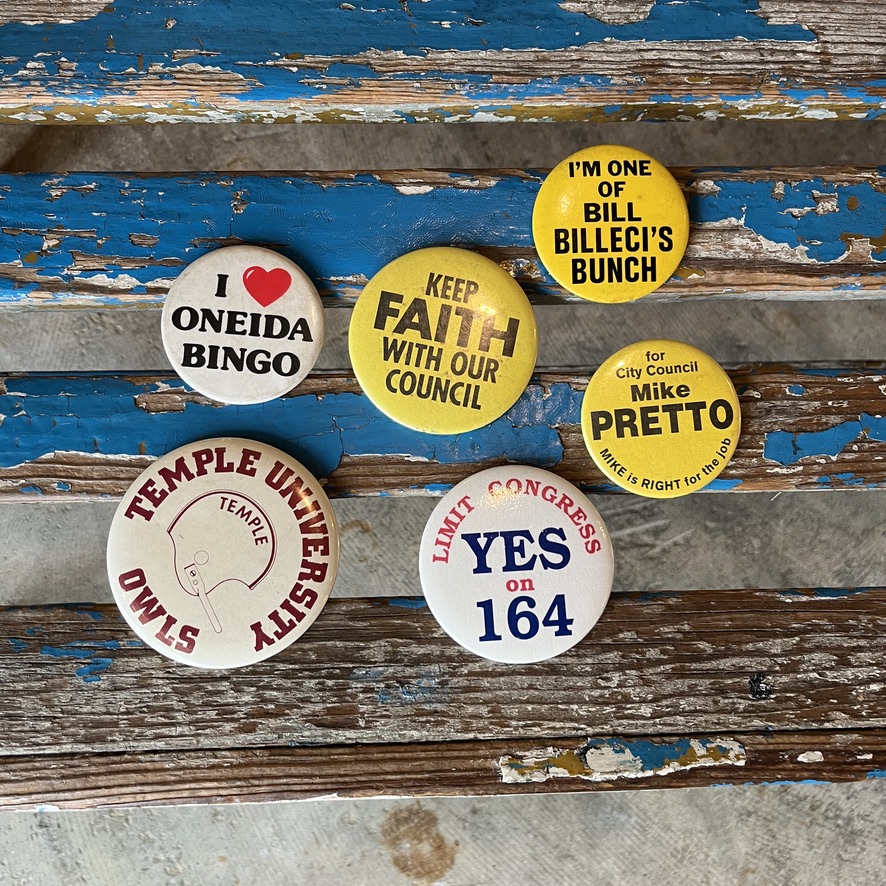 I'M ONE
OF
BILL
BILLECI'S
BUNCH
I ❤ 
ONEIDA
BINGO
KEEP
FAITH
WITH OUR
COUNCIL
for
City Council
Mike
PRETTO
MIKE is RIGHT for the job
TEMPLE UNIVERSITY
TEMPLE
OWLS
LIMIT CONGRESS
YES
on
164